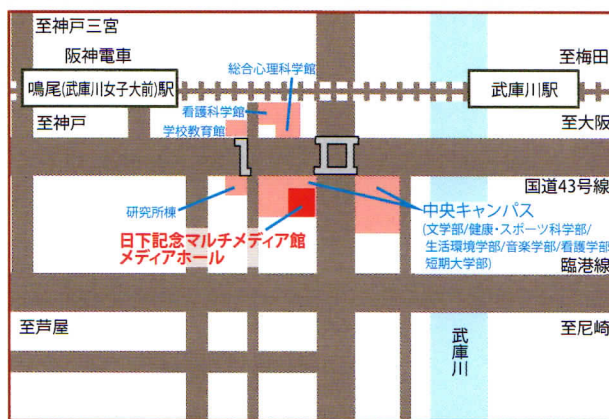 至神戸三宮
阪神電車
至梅田
総合心理科学館
鳴尾(武庫川女子大前)駅
武庫川駅
看護科学館
至神戸
学校教育館
至大阪
国道43号線
研究所棟
中央キャンパス
(文学部/健康・スポーツ科学部/
生活環境学部/音楽学部/看護学部
短期大学部)
日下記念マルチメディア館
メディアホール
臨港線
至芦屋
武庫川
至尼崎